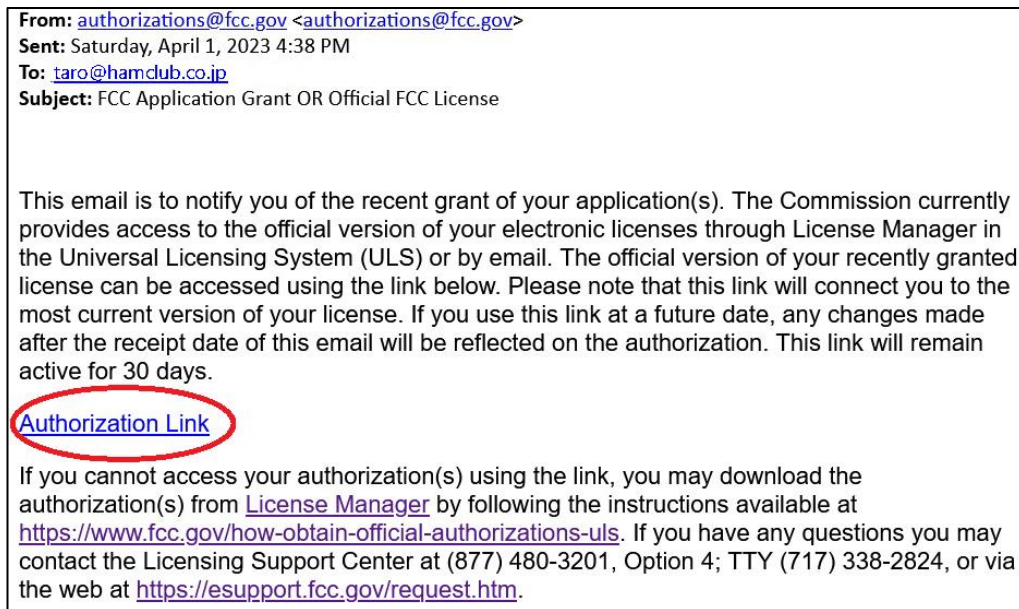 From: authorizations@fcc.gov <authorizations@fcc.gov>
Sent: Saturday, April 1, 2023 4:38 PM
To: taro@hamclub.co.jp
Subject: FCC Application Grant OR Official FCC License
This email is to notify you of the recent grant of your application(s). The Commission currently
provides access to the official version of your electronic licenses through License Manager in
the Universal Licensing System (ULS) or by email. The official version of your recently granted
license can be accessed using the link below. Please note that this link will connect you to the
most current version of your license. If you use this link at a future date, any changes made
after the receipt date of this email will be reflected on the authorization. This link will remain
active for 30 days.
Authorization Link
If you cannot access your authorization(s) using the link, you may download the
authorization(s) from License Manager by following the instructions available at
https://www.fcc.gov/how-obtain-official-authorizations-uls. If you have any questions you may
contact the Licensing Support Center at (877) 480-3201, Option 4; TTY (717) 338-2824, or via
the web at https://esupport.fcc.gov/request.htm.